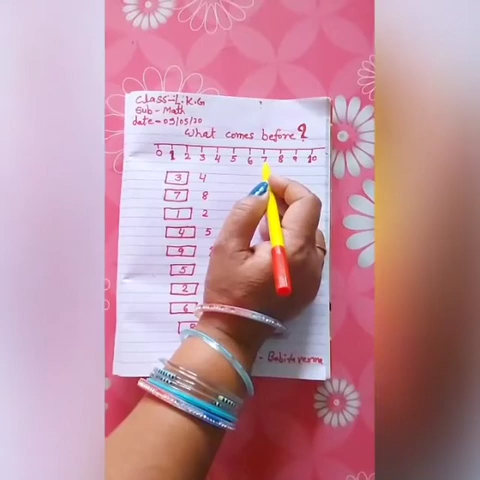 Class-L.K.G
Sub - Math
date = 09/05/20
What comes before?
0 1 2 3 4 5 6 7 8 9 10
3 4
7 8
1 2
4 5
9
5
2
6
8
- Babita verma